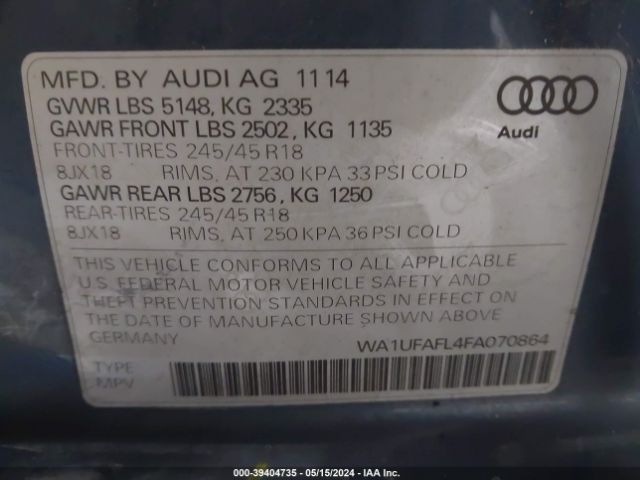 MFD. BY AUDI AG 11 14
GVWR LBS 5148, KG 2335
GAWR FRONT LBS 2502, KG 1135
FRONT-TIRES 245/45 R18
8JX18 RIMS, AT 230 KPA 33 PSI COLD
GAWR REAR LBS 2756, KG 1250
REAR-TIRES 245/45 R18
8JX18 RIMS, AT 250 KPA 36 PSI COLD
Audi
THIS VEHICLE CONFORMS TO ALL APPLICABLE
U.S. FEDERAL MOTOR VEHICLE SAFETY AND
THEFT PREVENTION STANDARDS IN EFFECT ON
THE DATE OF MANUFACTURE SHOWN ABOVE
GERMANY WA1UFAFL4FA070864
TYPE
MPV
000-39404735 - 05/15/2024 - IAA Inc.